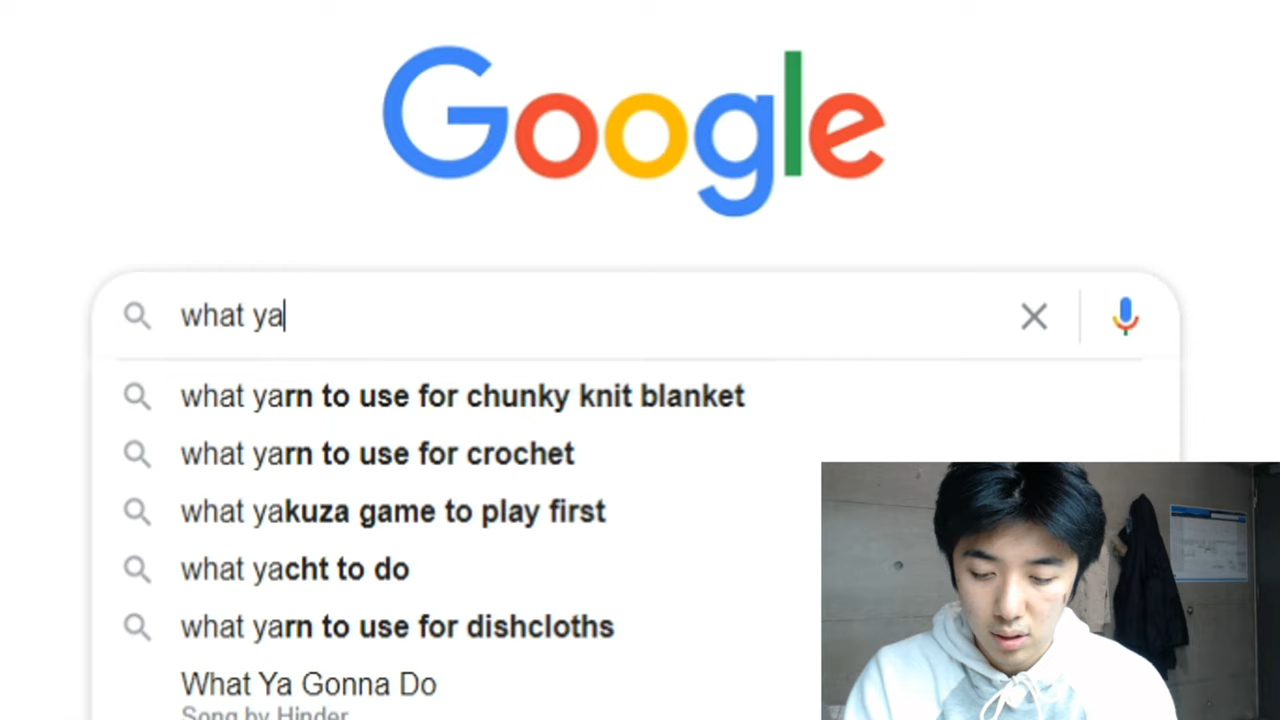 Google
what ya
what yarn to use for chunky knit blanket
what yarn to use for crochet
what yakuza game to play first
what yacht to do
what yarn to use for dishcloths
What Ya Gonna Do
Song by Hinder